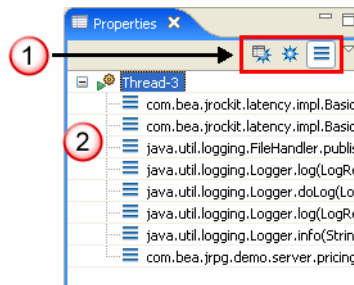 Properties
1
Thread-3
com.bea.jrockit.latency.impl.Basic
com.bea.jrockit.latency.impl.Basic
2
java.util.logging.FileHandler.publis
java.util.logging.Logger.log(LogRe
java.util.logging.Logger.doLog(Lo
java.util.logging.Logger.log(LogRe
java.util.logging.Logger.info(Strin
com.bea.jrpg.demo.server.pricing